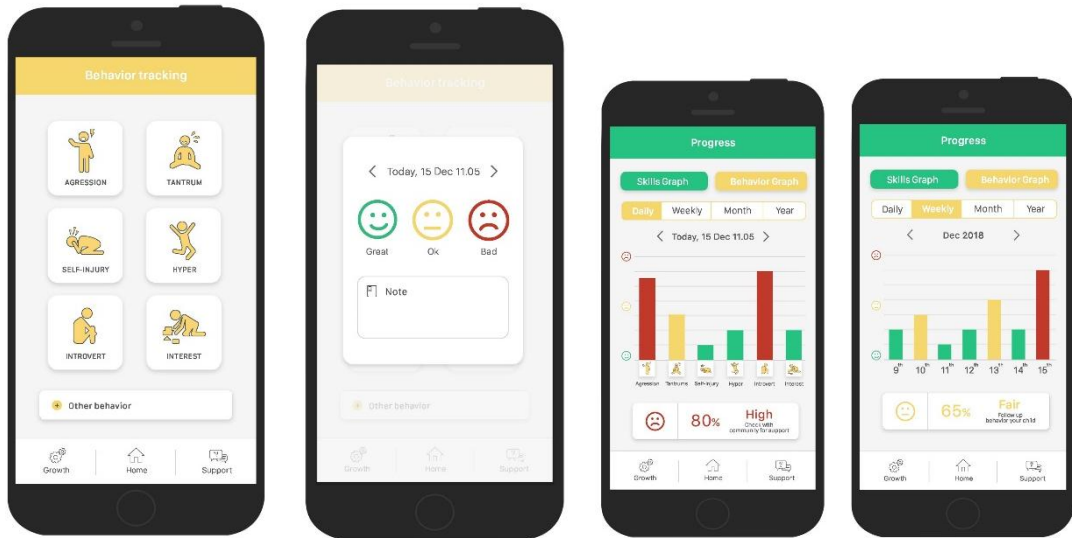 Behavior tracking
AGRESSION
TANTRUM
SELF-INJURY
HYPER
INTROVERT
INTEREST
Other behavior
Growth
Home
Support
Behavior tracking
Today, 15 Dec 11.05
Great
Ok
Bad
Note
Other behavior
Growth
Home
Support
Progress
Skills Graph
Behavior Graph
Daily
Weekly
Month
Year
Today, 15 Dec 11.05
Agression
Tantrums
Self-Injury
Hyper
Introvert
Interest
80%
High
Check with
community for support
Growth
Home
Support
Progress
Skills Graph
Behavior Graph
Daily
Weekly
Month
Year
Dec 2018
9th
10th
11th
12th
13th
14th
15th
65%
Fair
Follow up
behavior your child
Growth
Home
Support